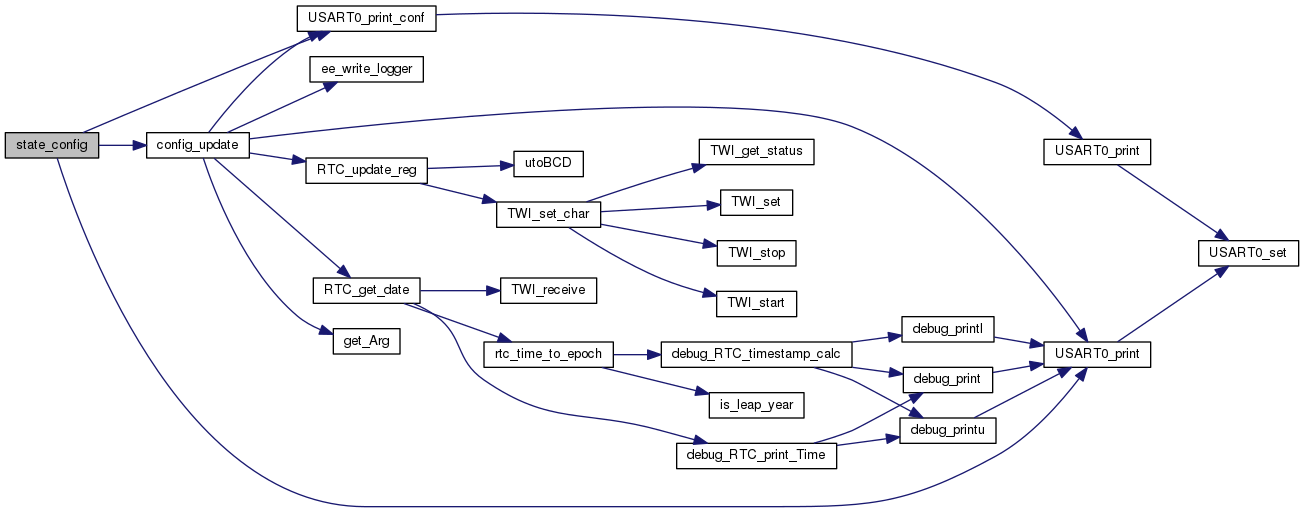 USART0_print_conf
ee_write_logger
state_config
config_update
RTC_update_reg
utoBCD
TWI_get_status
USART0_print
TWI_set_char
TWI_set
TWI_stop
USART0_set
RTC_get_date
TWI_receive
TWI_start
get_Arg
rtc_time_to_epoch
debug_RTC_timestamp_calc
debug_printl
USART0_print
debug_print
is_leap_year
debug_printu
debug_RTC_print_Time